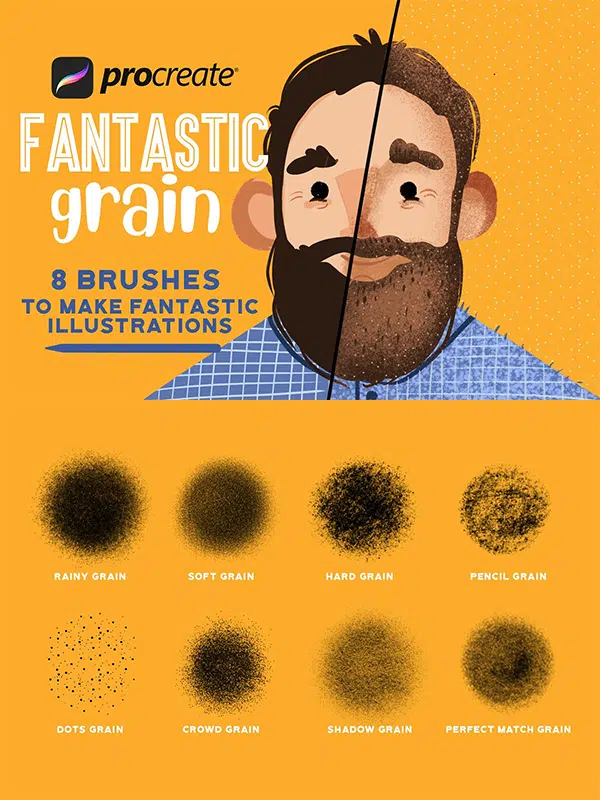 procreate®
FANTASTIC
grain
8 BRUSHES
TO MAKE FANTASTIC
ILLUSTRATIONS
RAINY GRAIN
SOFT GRAIN
HARD GRAIN
PENCIL GRAIN
DOTS GRAIN
CROWD GRAIN
SHADOW GRAIN
PERFECT MATCH GRAIN